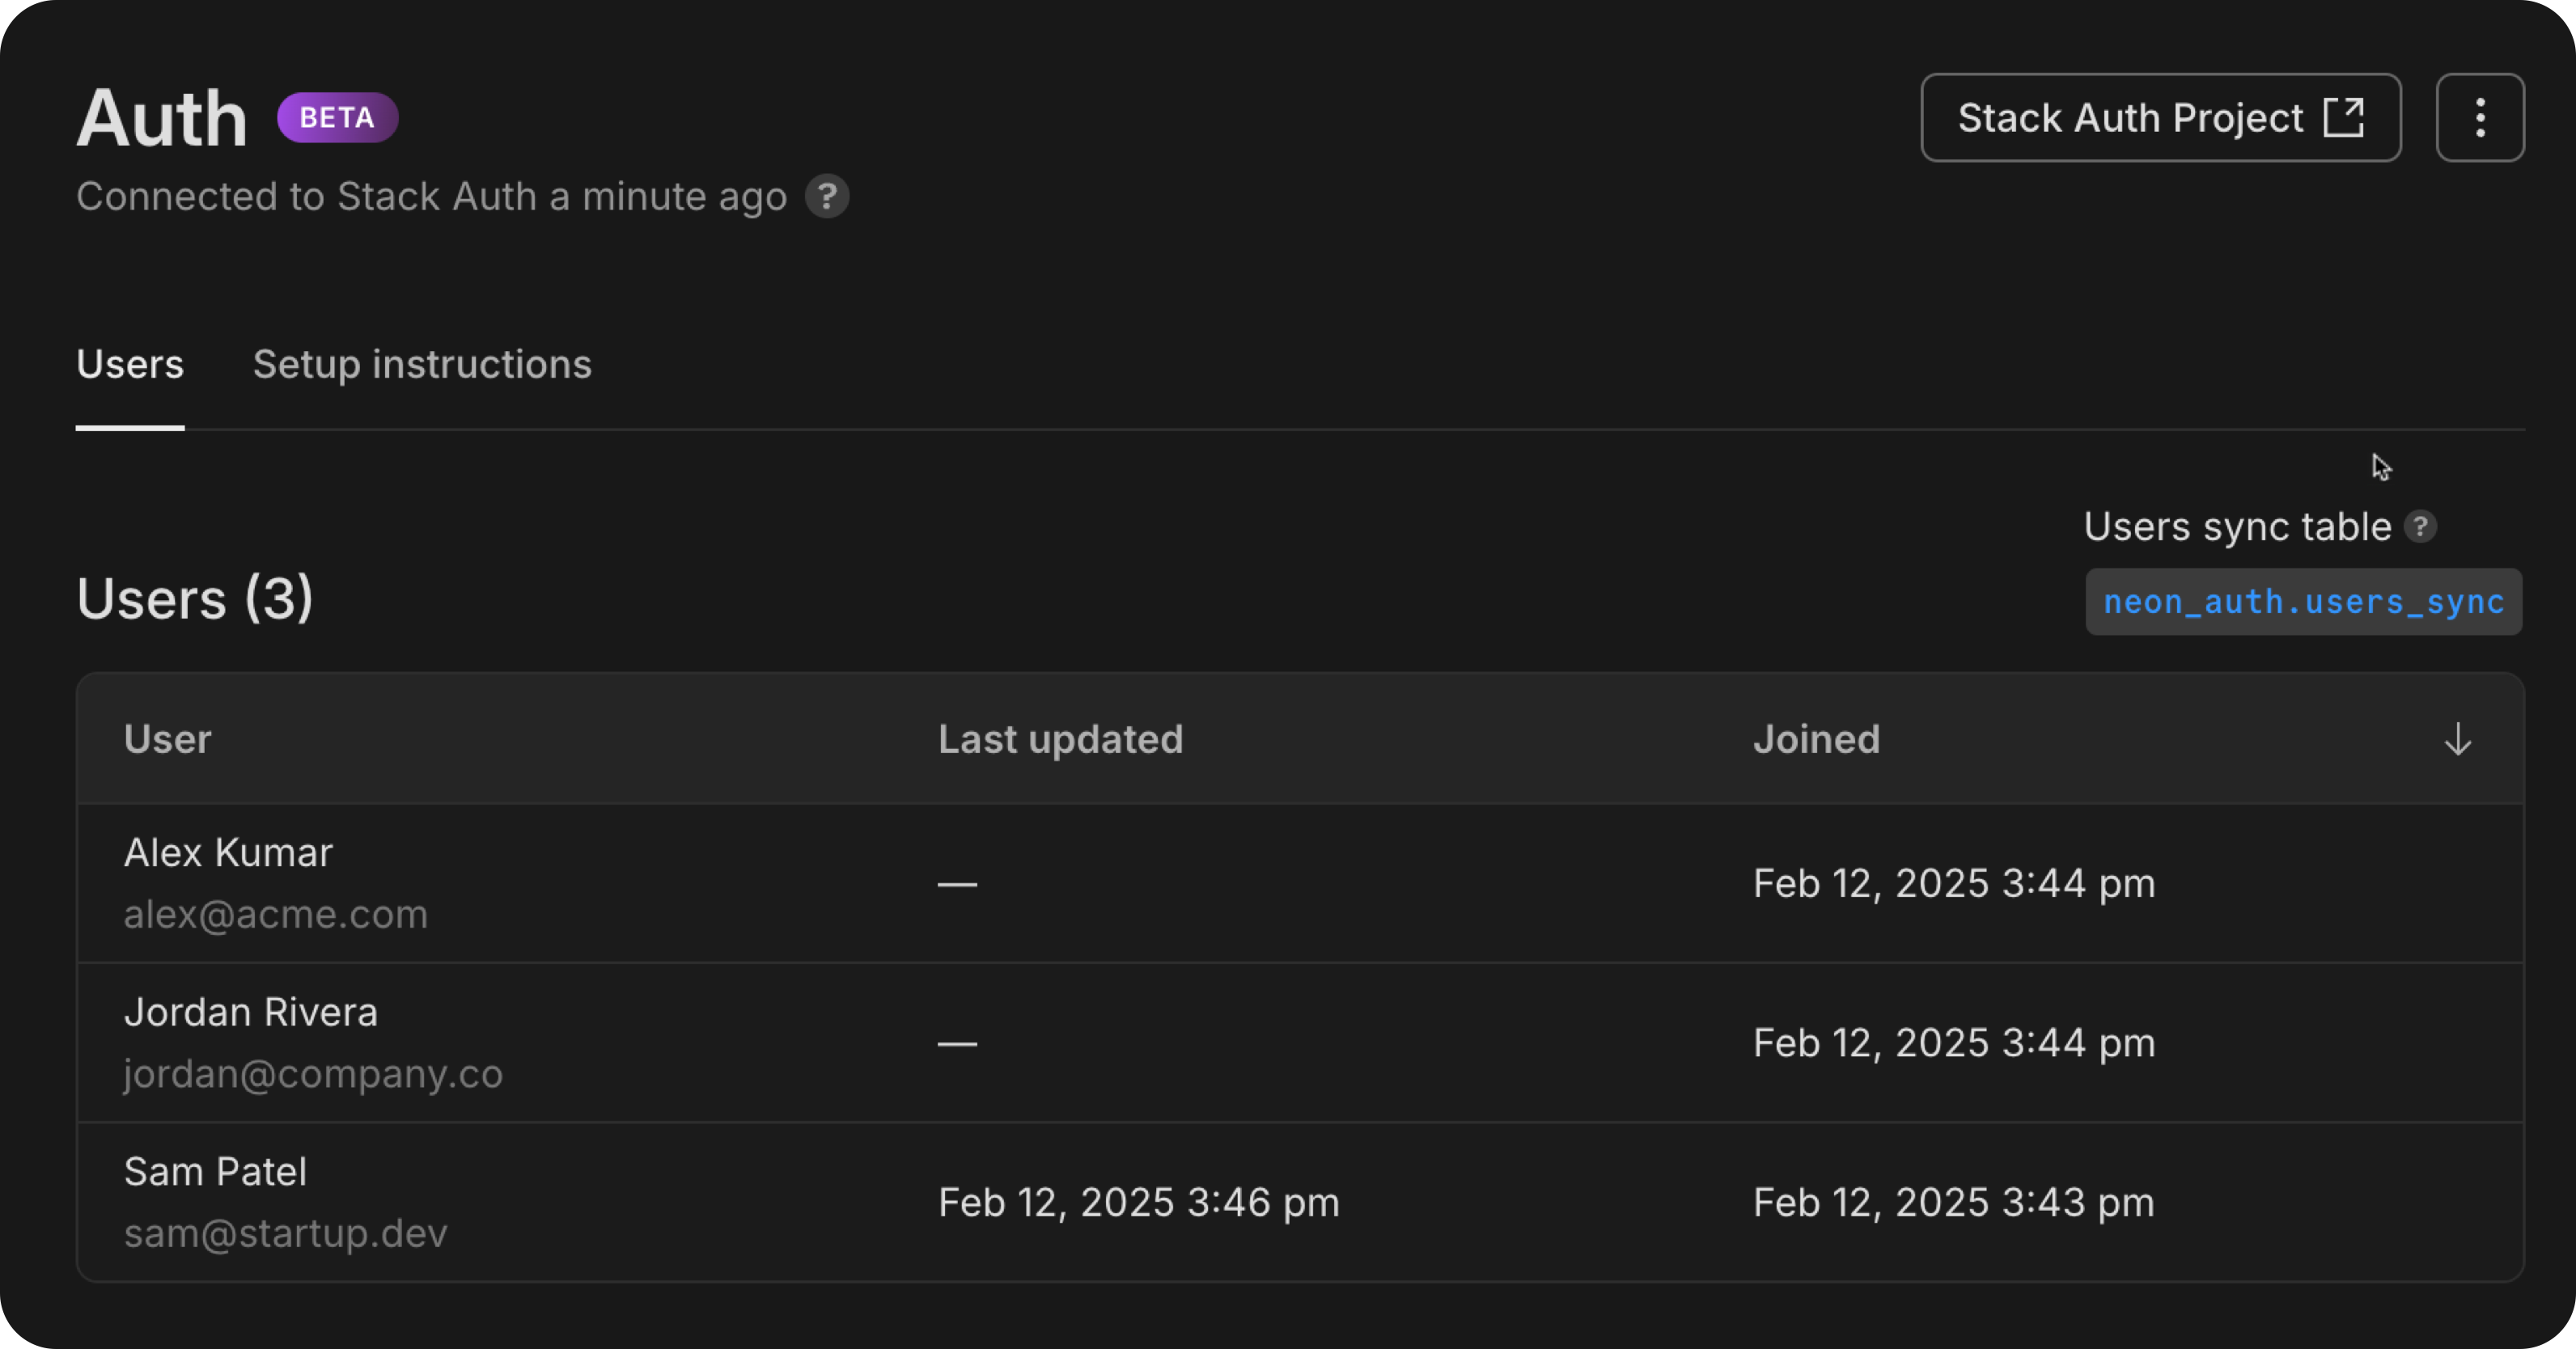 Auth BETA
Stack Auth Project
Connected to Stack Auth a minute ago ?
Users Setup instructions
Users sync table ?
Users (3)
neon_auth.users_sync
User Last updated Joined
Alex Kumar
alex@acme.com
— Feb 12, 2025 3:44 pm
Jordan Rivera
jordan@company.co
— Feb 12, 2025 3:44 pm
Sam Patel
sam@startup.dev
Feb 12, 2025 3:46 pm Feb 12, 2025 3:43 pm